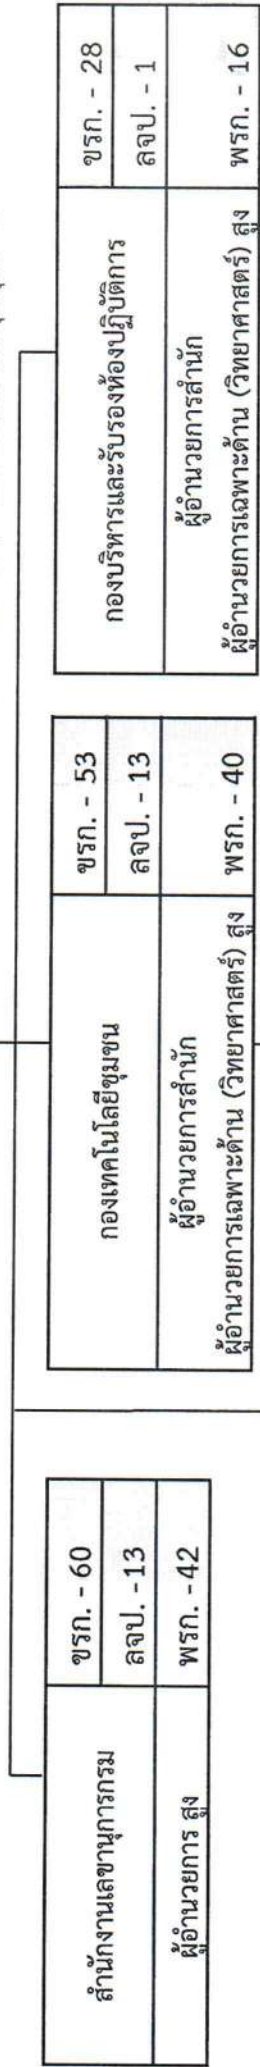 สำนักงานเลขานุการกรม
ขรก. - 60
ลจป. -13
ผู้อำนวยการ สูง
พรก. -42
กองเทคโนโลยีชุมชน
ขรก. - 53
ลจป. - 13
ผู้อำนวยการสำนัก
ผู้อำนวยการเฉพาะด้าน (วิทยาศาสตร์) สูง
พรก. - 40
กองบริหารและรับรองห้องปฏิบัติการ
ขรก. - 28
ลจป. - 1
ผู้อำนวยการสำนัก
ผู้อำนวยการเฉพาะด้าน (วิทยาศาสตร์) สูง
พรก. - 16